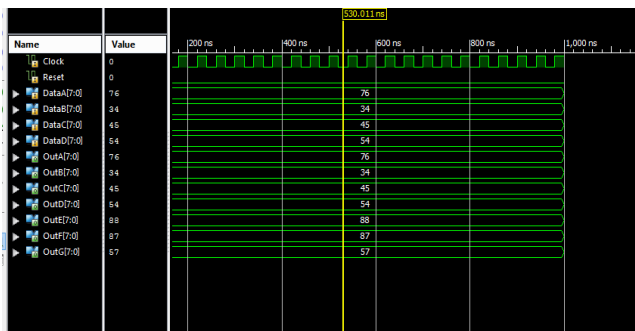 530.011 ns
Name Value 200 ns 400 ns 600 ns 800 ns 1,000 ns
Clock 0
Reset 0
DataA[7:0] 76 76
DataB[7:0] 34 34
DataC[7:0] 45 45
DataD[7:0] 54 54
OutA[7:0] 76 76
OutB[7:0] 34 34
OutC[7:0] 45 45
OutD[7:0] 54 54
OutE[7:0] 88 88
OutF[7:0] 87 87
OutG[7:0] 57 57